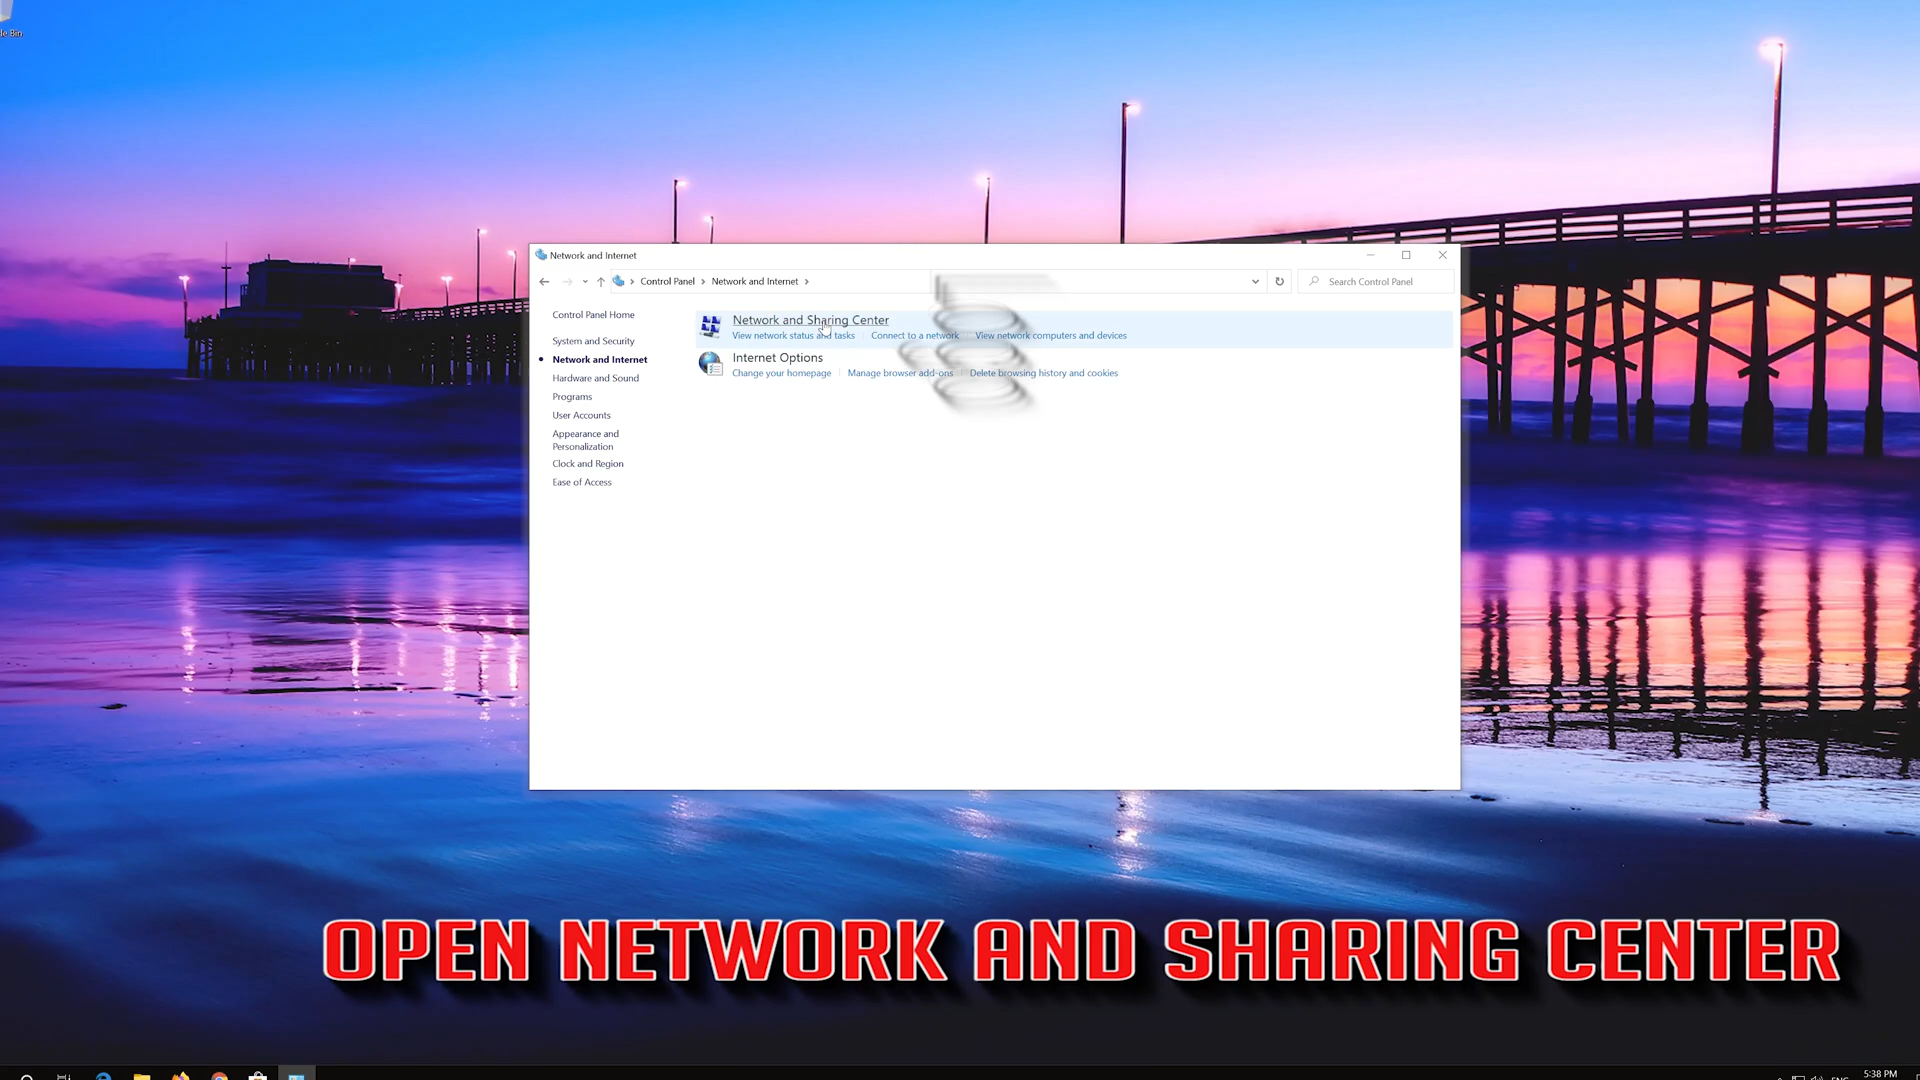 le Bin
Network and Internet
Control Panel
Network and Internet
Search Control Panel
Control Panel Home
System and Security
Network and Internet
Hardware and Sound
Programs
User Accounts
Appearance and
Personalization
Clock and Region
Ease of Access
Network and Sharing Center
View network status and tasks
Connect to a network
View network computers and devices
Internet Options
Change your homepage
Manage browser add-ons
Delete browsing history and cookies
OPEN NETWORK AND SHARING CENTER
ENG
5:38 PM